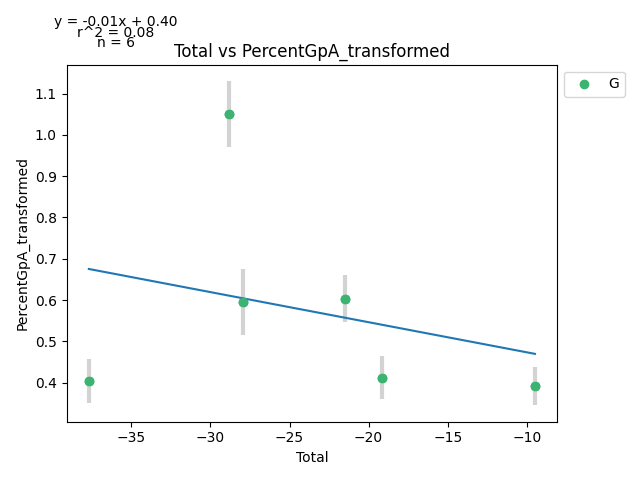 y = -0.01x + 0.40
r^2 = 0.08
n = 6
Total vs PercentGpA_transformed
G
1.1
1.0
0.9
0.8
0.7
0.6
0.5
0.4
PercentGpA_transformed
−35
−30
−25
−20
−15
−10
Total